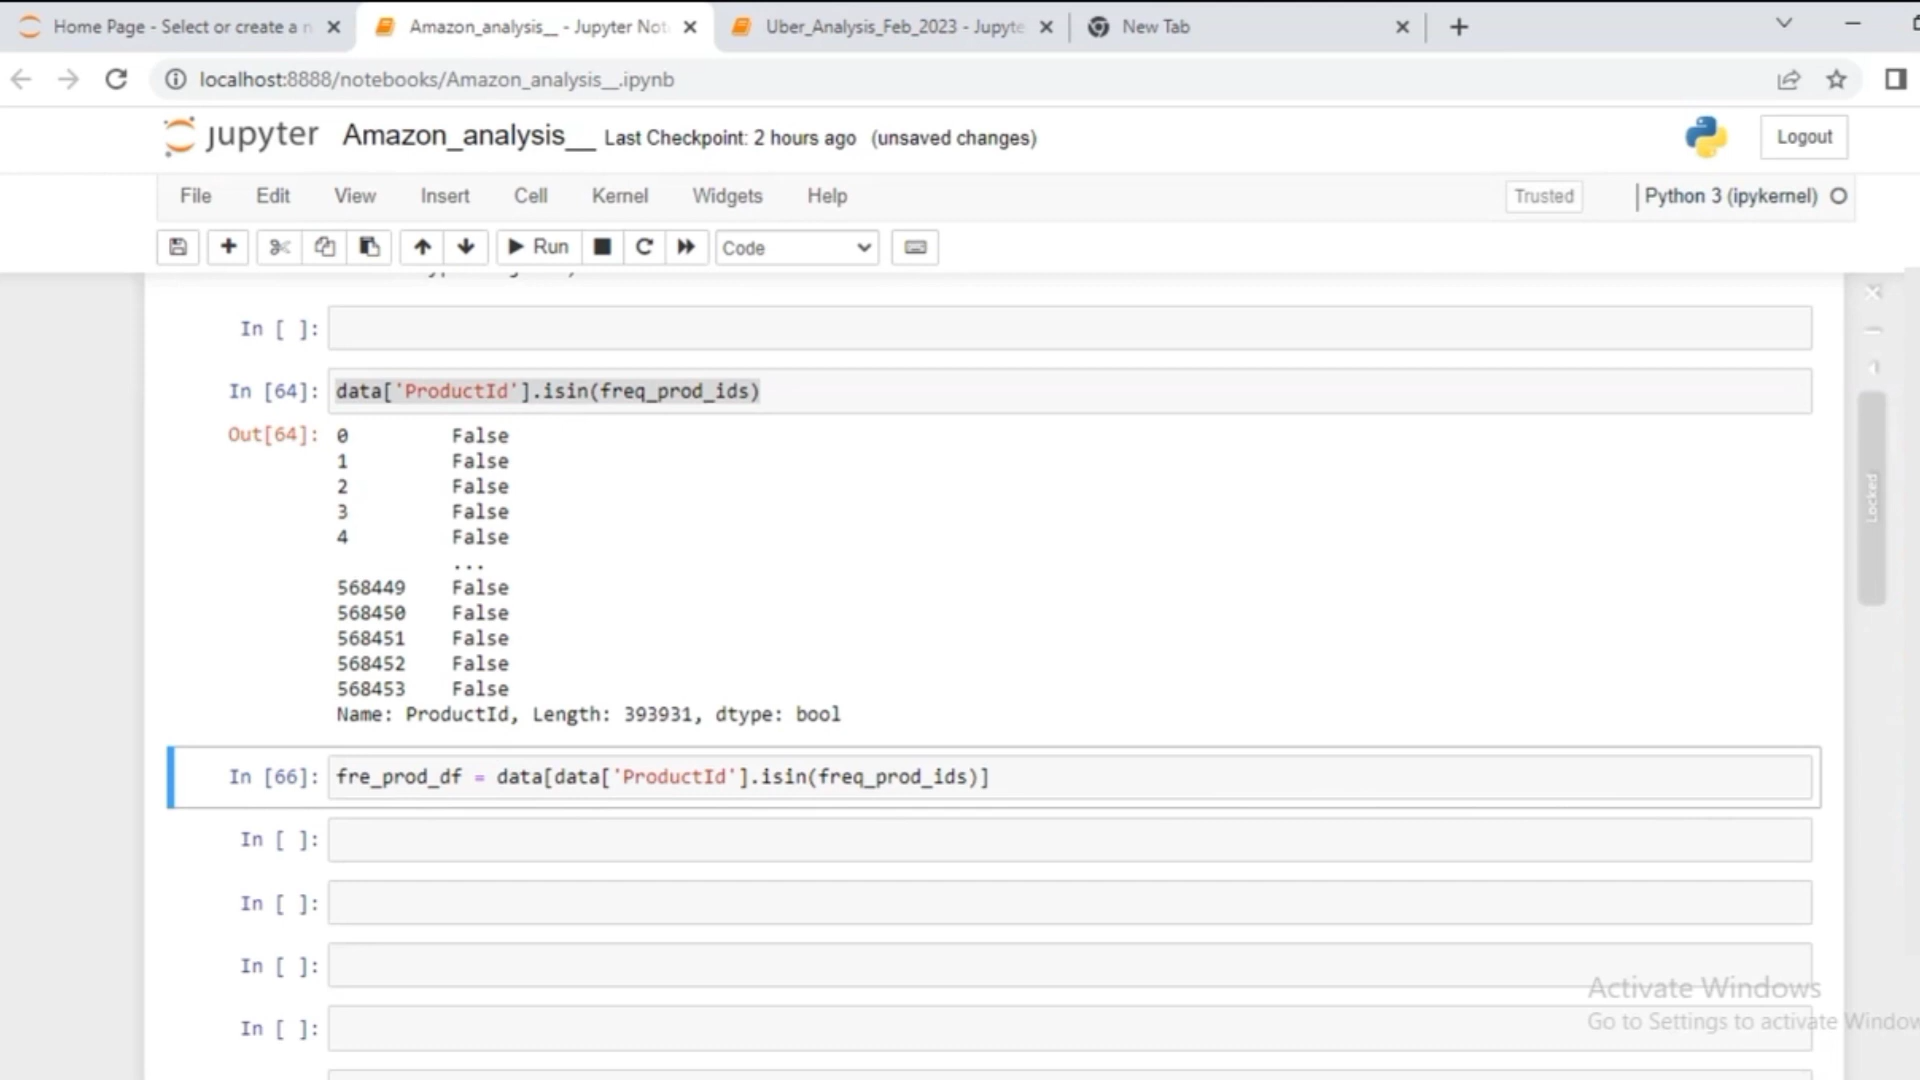 Home Page - Select or create a n
Amazon_analysis__ - Jupyter Not
Uber_Analysis_Feb_2023 - Jupyte
New Tab
localhost:8888/notebooks/Amazon_analysis__.ipynb
jupyter Amazon_analysis__ Last Checkpoint: 2 hours ago (unsaved changes)
Logout
File Edit View Insert Cell Kernel Widgets Help
Trusted
Python 3 (ipykernel)
Run
Code
In [ ]:
In [64]: data['ProductId'].isin(freq_prod_ids)
Out[64]: 0 False
1 False
2 False
3 False
4 False
...
568449 False
568450 False
568451 False
568452 False
568453 False
Name: ProductId, Length: 393931, dtype: bool
Locked
In [66]: fre_prod_df = data[data['ProductId'].isin(freq_prod_ids)]
In [ ]:
In [ ]:
In [ ]:
In [ ]:
Activate Windows
Go to Settings to activate Window